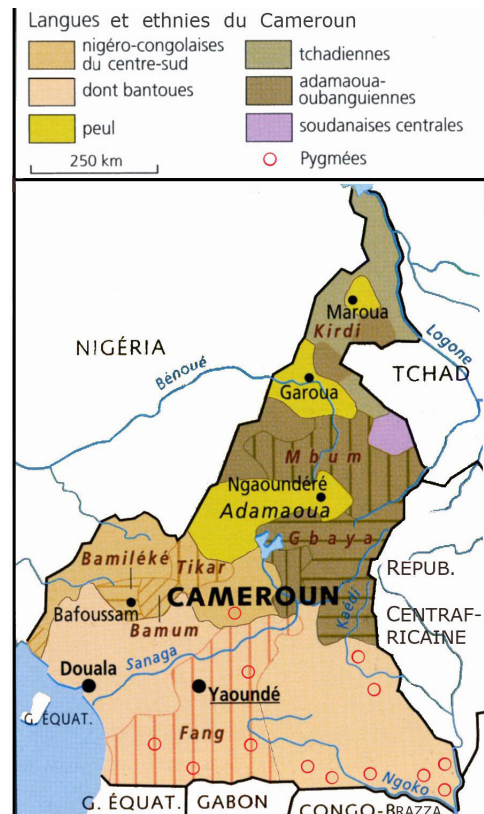 Langues et ethnies du Cameroun
nigéro-congolaises
du centre-sud
dont bantoues
peul
250 km
tchadiennes
adamaoua-
oubanguiennes
soudanaises centrales
Pygmées
Maroua
Kirdi
Logone
NIGÉRIA
TCHAD
Bénoué
Garoua
Mbum
Ngaoundéré
Adamaoua
Gbaya
Bamiléké
Tikar
RÉPUB.
CAMEROUN
Kaédi
CENTRAF-
RICAINE
Bafoussam
Bamum
Douala
Sanaga
Yaoundé
G. ÉQUAT.
Fang
Ngoko
G. ÉQUAT.
GABON
CONGO-BRAZZA